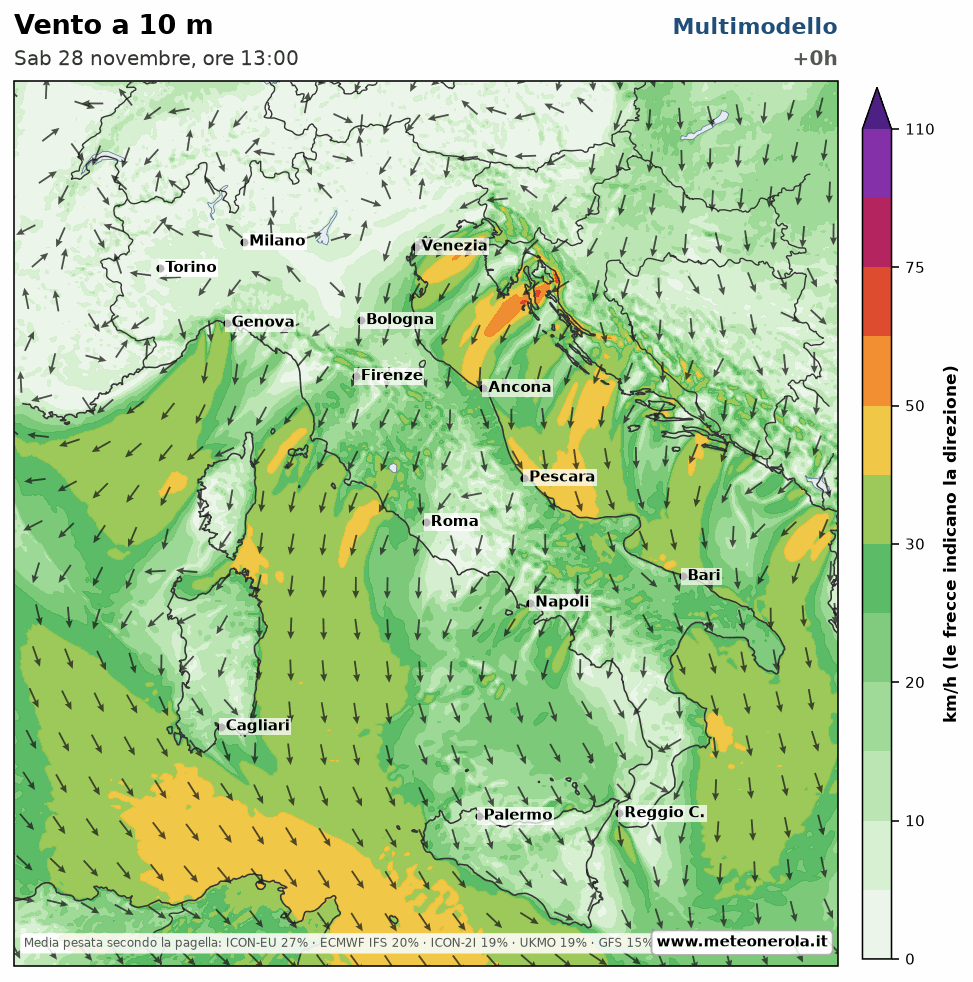 Vento a 10 m
Multimodello
Sab 28 novembre, ore 13:00
+0h
110
75
50
30
20
10
0
km/h (le frecce indicano la direzione)
Venezia
Milano
Torino
Genova
Bologna
Firenze
Ancona
Pescara
Roma
Bari
Napoli
Cagliari
Palermo
Reggio C.
Media pesata secondo la pagella: ICON-EU 27% · ECMWF IFS 20% · ICON-2I 19% · UKMO 19% · GFS 15%
www.meteonerola.it